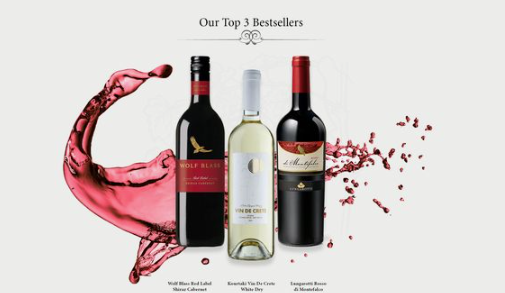 Our Top 3 Bestsellers
WOLF BLASS
VIN DE CRETE
di Montefalco
Wolf Blass Red Label
Shiraz Cabernet
Kourtaki Vin De Crete
White Dry
Lungarotti Rosso
di Montefalco